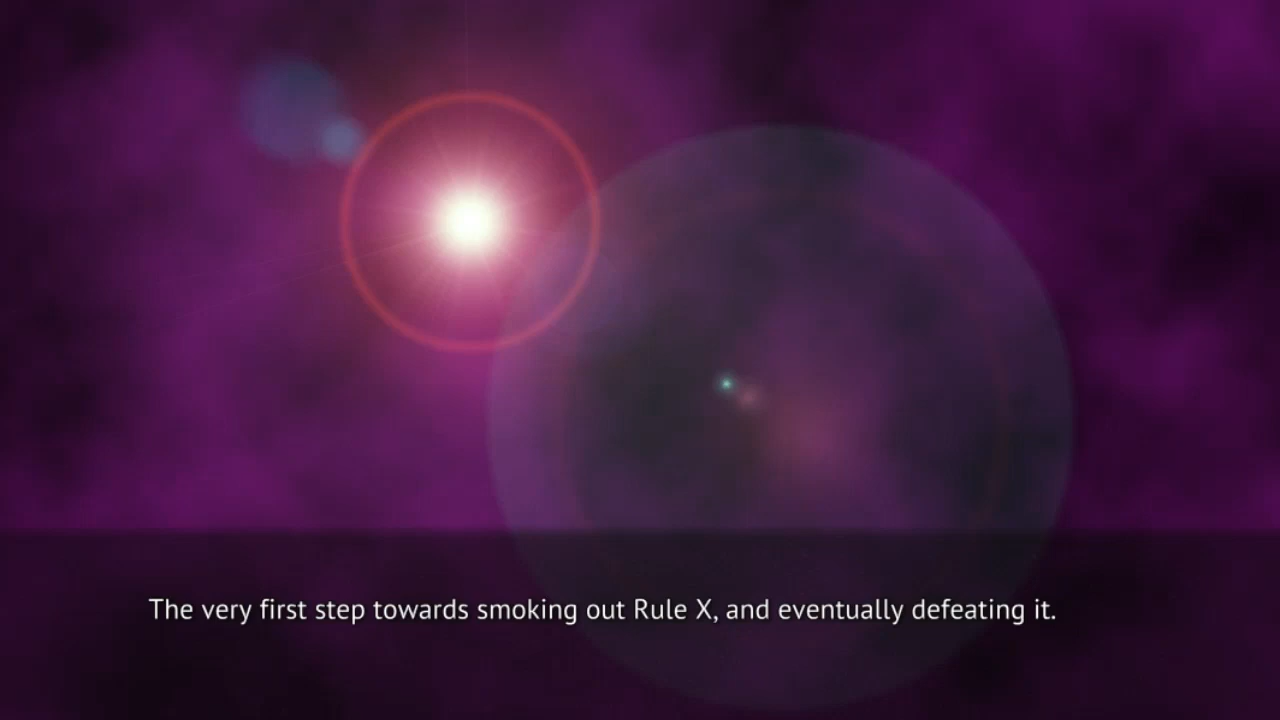 The very first step towards smoking out Rule X, and eventually defeating it.